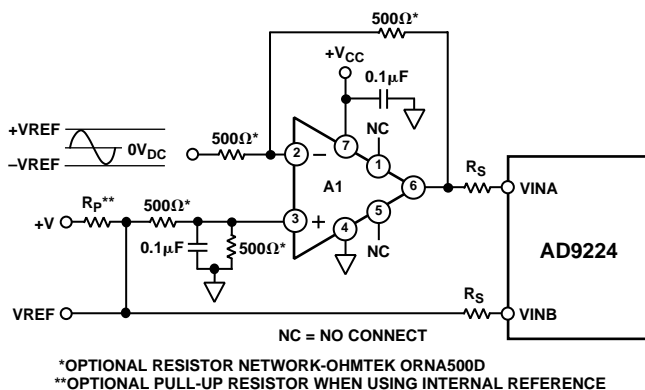 500Ω*
+VCC
0.1µF
+VREF
0VDC
–VREF
500Ω*
NC
2
–
7
1
A1
6
RS
VINA
AD9224
RP**
+V
500Ω*
3
+
4
5
0.1µF
500Ω*
NC
RS
VREF
VINB
NC = NO CONNECT
*OPTIONAL RESISTOR NETWORK-OHMTEK ORNA500D
**OPTIONAL PULL-UP RESISTOR WHEN USING INTERNAL REFERENCE